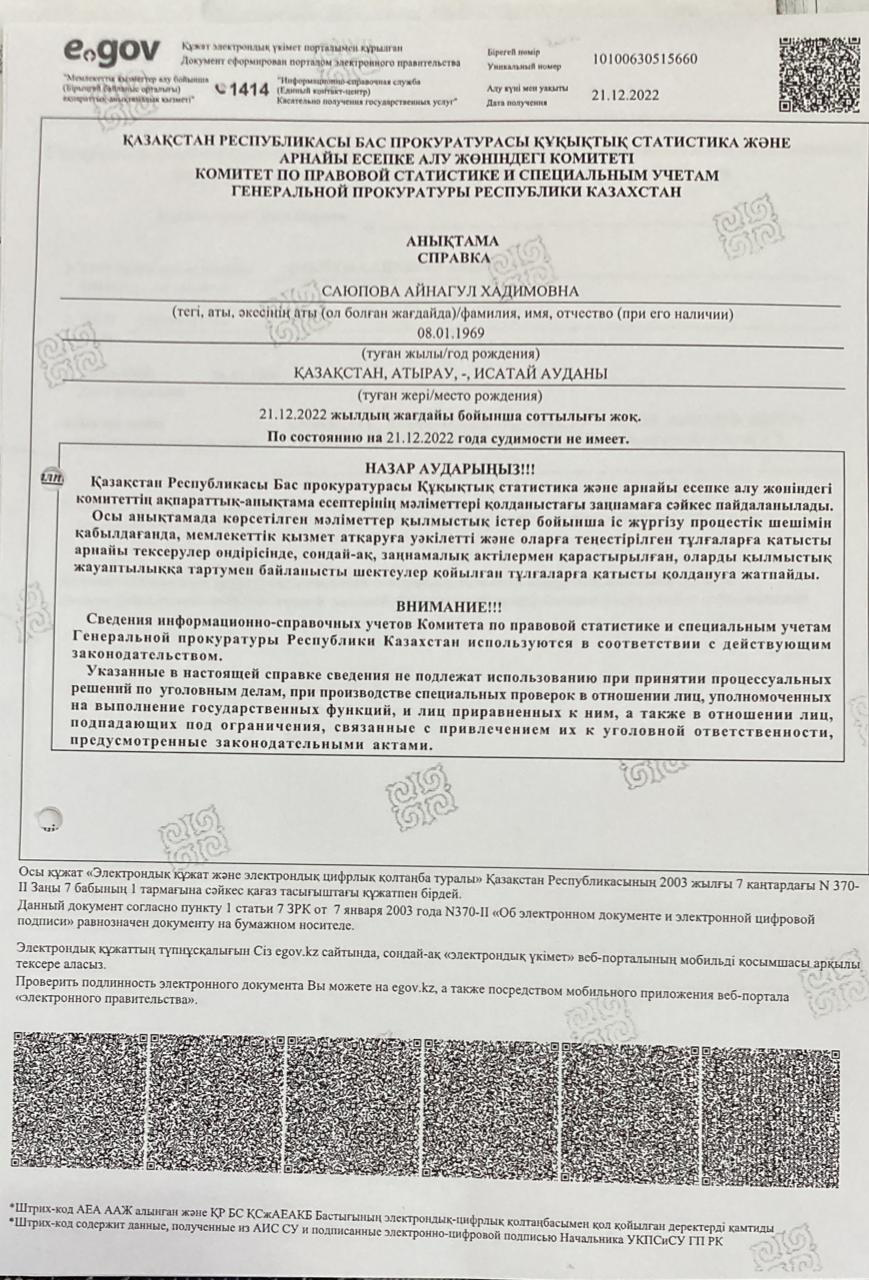 e.gov
Құжат электрондық үкімет порталымен құрылған
Документ сформирован порталом электронного правительства
"Мемлекеттік қызметтер алу бойынша
(Бірыңғай байланыс орталығы)
ақпараттық-анықтамалық қызметі"
1414
"Информационно-справочная служба
(Единый контакт-центр)
Касательно получения государственных услуг"
Бірегей нөмір
Уникальный номер
10100630515660
Алу күні мен уақыты
Дата получения
21.12.2022
ҚАЗАҚСТАН РЕСПУБЛИКАСЫ БАС ПРОКУРАТУРАСЫ ҚҰҚЫҚТЫҚ СТАТИСТИКА ЖӘНЕ
АРНАЙЫ ЕСЕПКЕ АЛУ ЖӨНІНДЕГІ КОМИТЕТІ
КОМИТЕТ ПО ПРАВОВОЙ СТАТИСТИКЕ И СПЕЦИАЛЬНЫМ УЧЕТАМ
ГЕНЕРАЛЬНОЙ ПРОКУРАТУРЫ РЕСПУБЛИКИ КАЗАХСТАН
АНЫҚТАМА
СПРАВКА
САЮПОВА АЙНАГУЛ ХАДИМОВНА
(тегі, аты, әкесінің аты (ол болған жағдайда)/фамилия, имя, отчество (при его наличии)
08.01.1969
(туған жылы/год рождения)
ҚАЗАҚСТАН, АТЫРАУ, -, ИСАТАЙ АУДАНЫ
(туған жері/место рождения)
21.12.2022 жылдың жағдайы бойынша соттылығы жоқ.
По состоянию на 21.12.2022 года судимости не имеет.
НАЗАР АУДАРЫҢЫЗ!!!
Қазақстан Республикасы Бас прокуратурасы Құқықтық статистика және арнайы есепке алу жөніндегі
комитеттің ақпараттық-анықтама есептерінің мәліметтері қолданыстағы заңнамаға сәйкес пайдаланылады.
Осы анықтамада көрсетілген мәліметтер қылмыстық істер бойынша іс жүргізу процестік шешімін
қабылдағанда, мемлекеттік қызмет атқаруға уәкілетті және оларға теңестірілген тұлғаларға қатысты
арнайы тексерулер өндірісінде, сондай-ақ, заңнамалық актілермен қарастырылған, оларды қылмыстық
жауаптылыққа тартумен байланысты шектеулер қойылған тұлғаларға қатысты қолдануға жатпайды.
ВНИМАНИЕ!!!
Сведения информационно-справочных учетов Комитета по правовой статистике и специальным учетам
Генеральной прокуратуры Республики Казахстан используются в соответствии с действующим
законодательством.
Указанные в настоящей справке сведения не подлежат использованию при принятии процессуальных
решений по уголовным делам, при производстве специальных проверок в отношении лиц, уполномоченных
на выполнение государственных функций, и лиц приравненных к ним, а также в отношении лиц,
подпадающих под ограничения, связанные с привлечением их к уголовной ответственности,
предусмотренные законодательными актами.
Осы құжат «Электрондық құжат және электрондық цифрлық қолтаңба туралы» Қазақстан Республикасының 2003 жылғы 7 қаңтардағы N 370-
II Заңы 7 бабының 1 тармағына сәйкес қағаз тасығыштағы құжатпен бірдей.
Данный документ согласно пункту 1 статьи 7 ЗРК от 7 января 2003 года N370-II «Об электронном документе и электронной цифровой
подписи» равнозначен документу на бумажном носителе.
Электрондық құжаттың түпнұсқалығын Сіз egov.kz сайтында, сондай-ақ «электрондық үкімет» веб-порталының мобильді қосымшасы арқылы
тексере аласыз.
Проверить подлинность электронного документа Вы можете на egov.kz, а также посредством мобильного приложения веб-портала
«электронного правительства».
*Штрих-код АЕА ААЖ алынған және ҚР БС ҚСжАЕАКБ Бастығының электрондық-цифрлық қолтаңбасымен қол қойылған деректерді қамтиды
*Штрих-код содержит данные, полученные из АИС СУ и подписанные электронно-цифровой подписью Начальника УКПСиСУ ГП РК